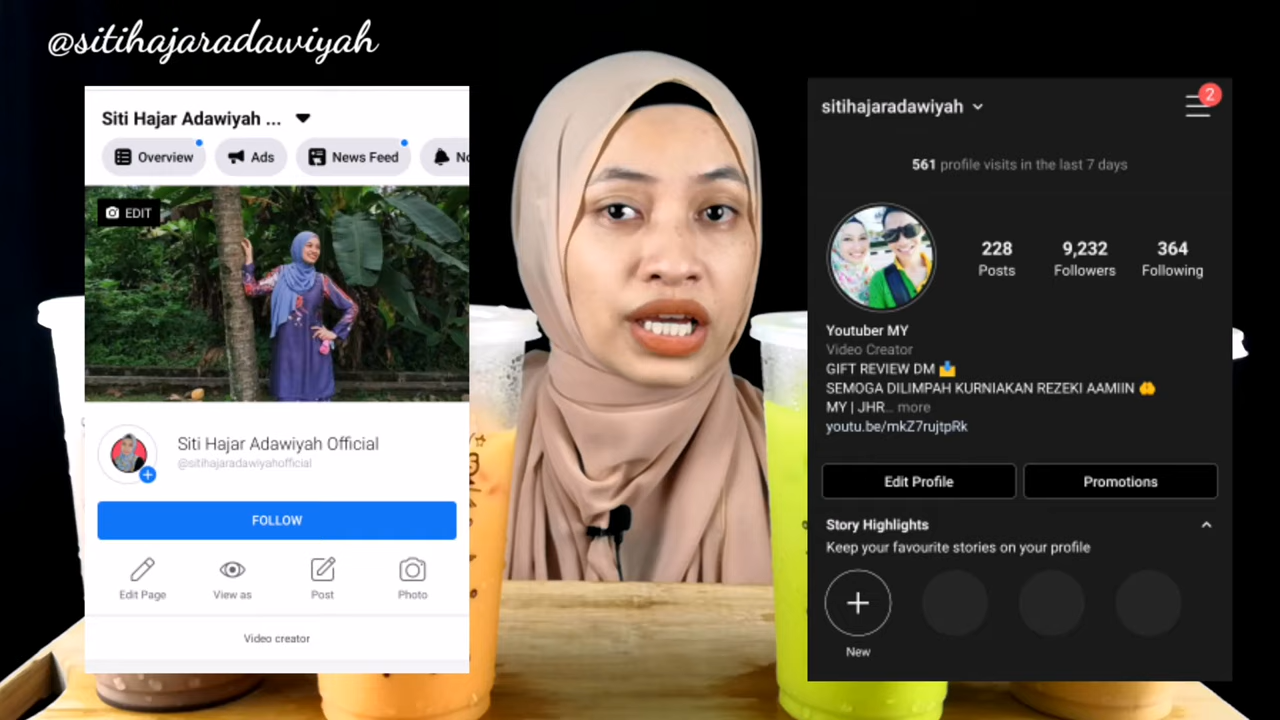 @sitihajaradawiyah
Siti Hajar Adawiyah ...
Overview
Ads
News Feed
EDIT
Siti Hajar Adawiyah Official
@sitihajaradawiyahofficial
FOLLOW
Edit Page
View as
Post
Photo
Video creator
sitihajaradawiyah
2
561 profile visits in the last 7 days
228
9,232
364
Posts
Followers
Following
Youtuber MY
Video Creator
GIFT REVIEW DM 📥
SEMOGA DILIMPAH KURNIAKAN REZEKI AAMIIN 🤲
MY | JHR... more
youtu.be/mkZ7rujtpRk
Edit Profile
Promotions
Story Highlights
Keep your favourite stories on your profile
New